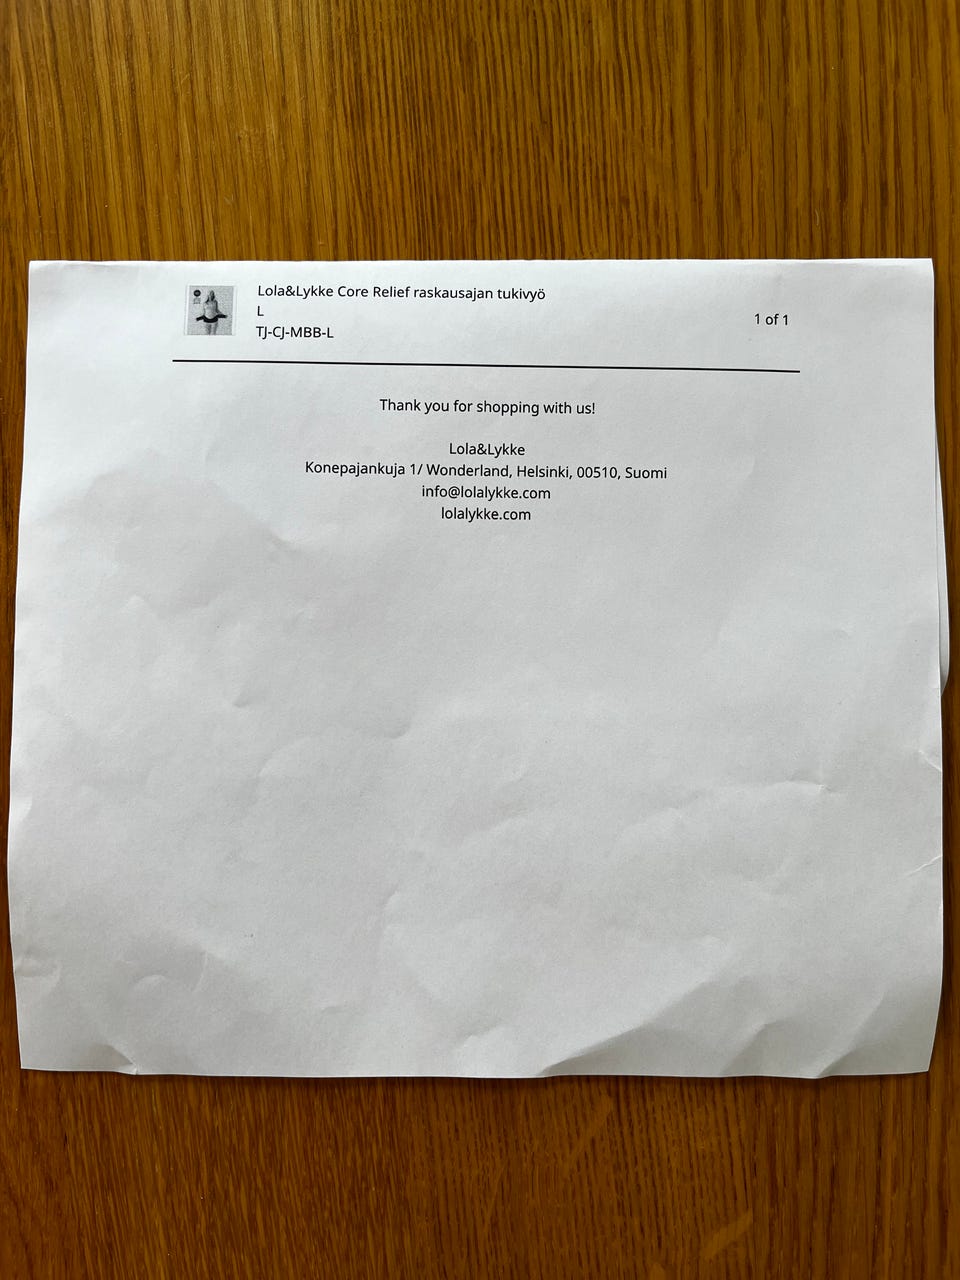 Lola&Lykke Core Relief raskausajan tukivyö
L
TJ-CJ-MBB-L
1 of 1
Thank you for shopping with us!
Lola&Lykke
Konepajankuja 1/ Wonderland, Helsinki, 00510, Suomi
info@lolalykke.com
lolalykke.com